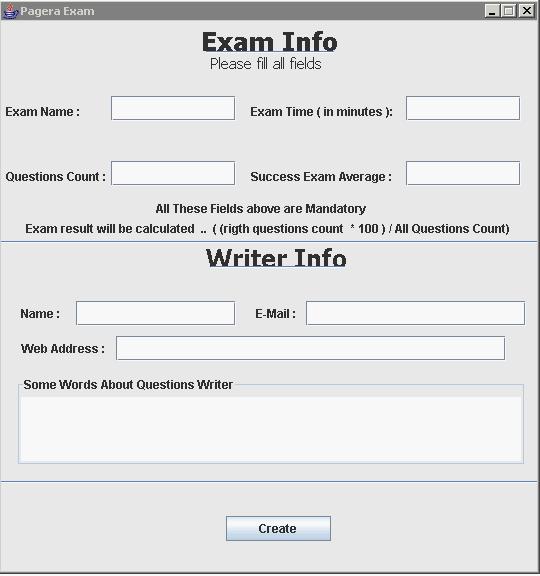 Pagera Exam
Exam Info
Please fill all fields
Exam Name :
Exam Time ( in minutes ):
Questions Count :
Success Exam Average :
All These Fields above are Mandatory
Exam result will be calculated .. ( (rigth questions count * 100 ) / All Questions Count)
Writer Info
Name :
E-Mail :
Web Address :
Some Words About Questions Writer
Create